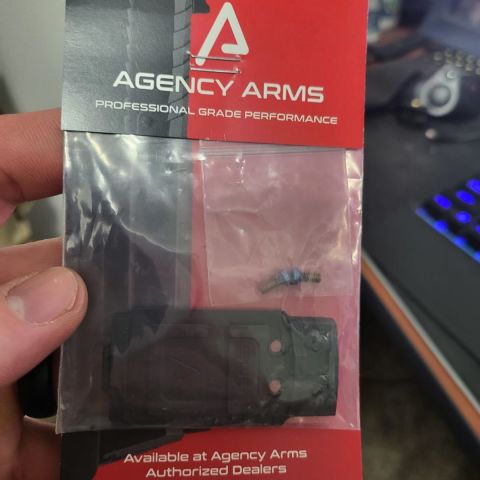 AGENCY ARMS
PROFESSIONAL GRADE PERFORMANCE
Available at Agency Arms
Authorized Dealers